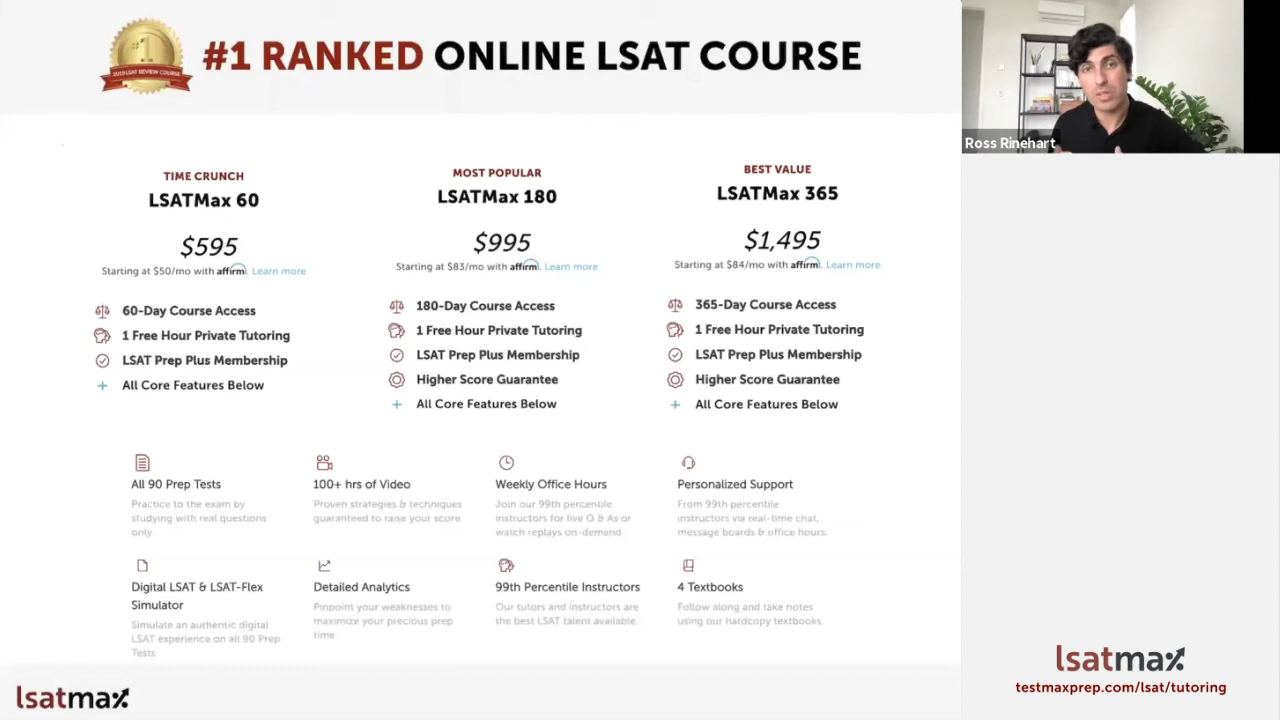 #1
2019 LSAT REVIEW COURSE
#1 RANKED ONLINE LSAT COURSE
Ross Rinehart
TIME CRUNCH
LSATMax 60
$595
Starting at $50/mo with affirm. Learn more
60-Day Course Access
1 Free Hour Private Tutoring
LSAT Prep Plus Membership
+ All Core Features Below
MOST POPULAR
LSATMax 180
$995
Starting at $83/mo with affirm. Learn more
180-Day Course Access
1 Free Hour Private Tutoring
LSAT Prep Plus Membership
Higher Score Guarantee
+ All Core Features Below
BEST VALUE
LSATMax 365
$1,495
Starting at $84/mo with affirm. Learn more
365-Day Course Access
1 Free Hour Private Tutoring
LSAT Prep Plus Membership
Higher Score Guarantee
+ All Core Features Below
All 90 Prep Tests
Practice to the exam by
studying with real questions
only
100+ hrs of Video
Proven strategies & techniques
guaranteed to raise your score.
Weekly Office Hours
Join our 99th percentile
instructors for live Q & As or
watch replays on-demand.
Personalized Support
From 99th percentile
instructors via real-time chat,
message boards & office hours.
Digital LSAT & LSAT-Flex
Simulator
Simulate an authentic digital
LSAT experience on all 90 Prep
Tests
Detailed Analytics
Pinpoint your weaknesses to
maximize your precious prep
time.
99th Percentile Instructors
Our tutors and instructors are
the best LSAT talent available.
4 Textbooks
Follow along and take notes
using our hardcopy textbooks.
lsatmax
lsatmax
testmaxprep.com/lsat/tutoring